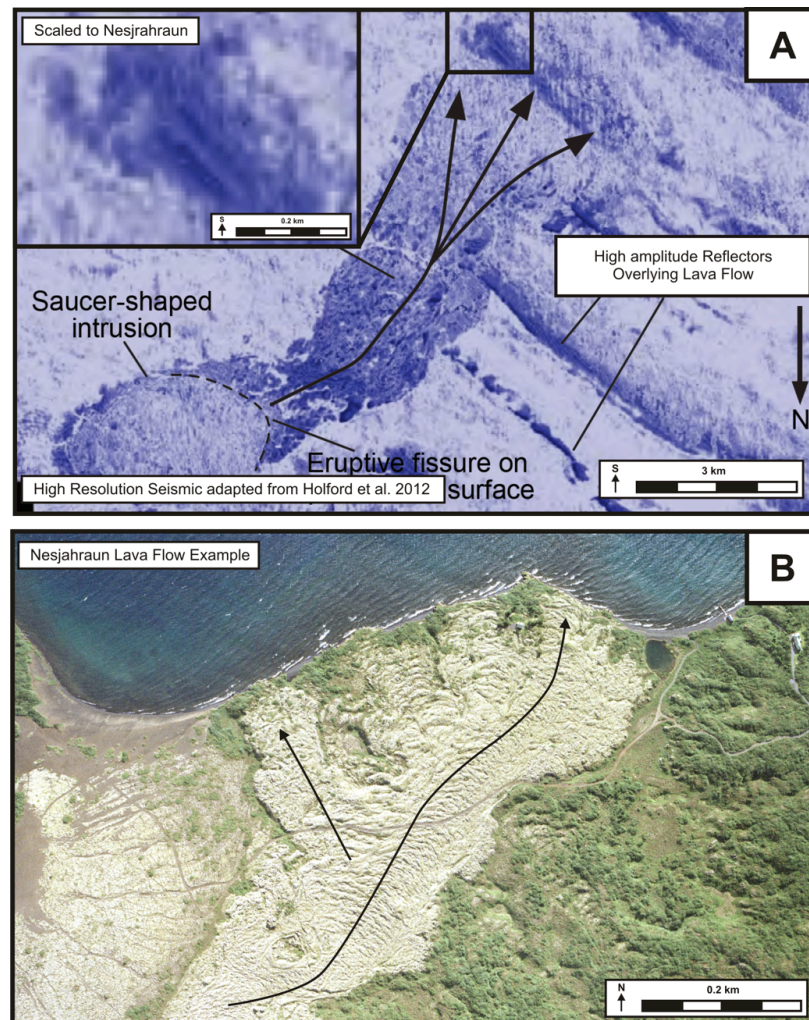 Scaled to Nesjrahraun
A
S
0.2 km
High amplitude Reflectors
Overlying Lava Flow
Saucer-shaped
intrusion
N
Eruptive fissure on
surface
High Resolution Seismic adapted from Holford et al. 2012
S
3 km
Nesjahraun Lava Flow Example
B
N
0.2 km